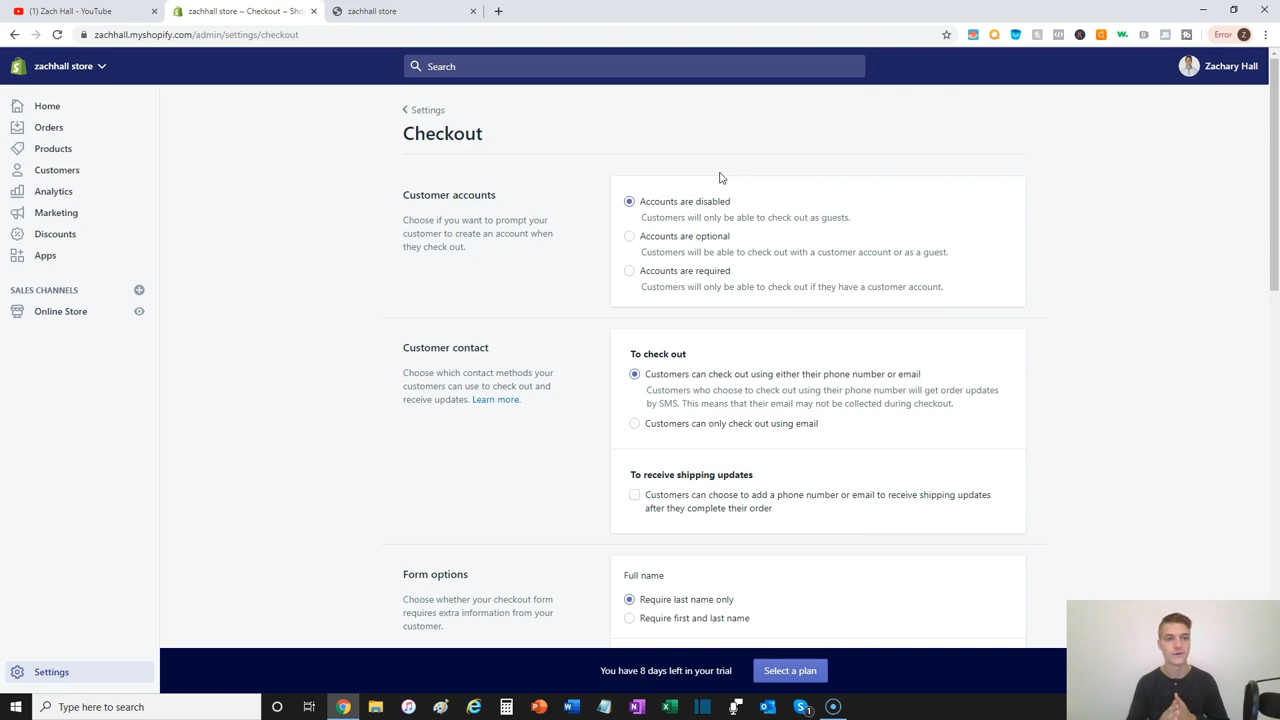 (1) Zach Hall - YouTube
zachhall store ~ Checkout ~ Sho
zachhall store
zachhall.myshopify.com/admin/settings/checkout
Error
Z
zachhall store
Search
Zachary Hall
Home
Orders
Products
Customers
Analytics
Marketing
Discounts
Apps
SALES CHANNELS
Online Store
Settings
Settings
Checkout
Customer accounts
Choose if you want to prompt your
customer to create an account when
they check out.
Accounts are disabled
Customers will only be able to check out as guests.
Accounts are optional
Customers will be able to check out with a customer account or as a guest.
Accounts are required
Customers will only be able to check out if they have a customer account.
Customer contact
Choose which contact methods your
customers can use to check out and
receive updates. Learn more.
To check out
Customers can check out using either their phone number or email
Customers who choose to check out using their phone number will get order updates
by SMS. This means that their email may not be collected during checkout.
Customers can only check out using email
To receive shipping updates
Customers can choose to add a phone number or email to receive shipping updates
after they complete their order
Form options
Choose whether your checkout form
requires extra information from your
customer.
Full name
Require last name only
Require first and last name
You have 8 days left in your trial
Select a plan
Type here to search